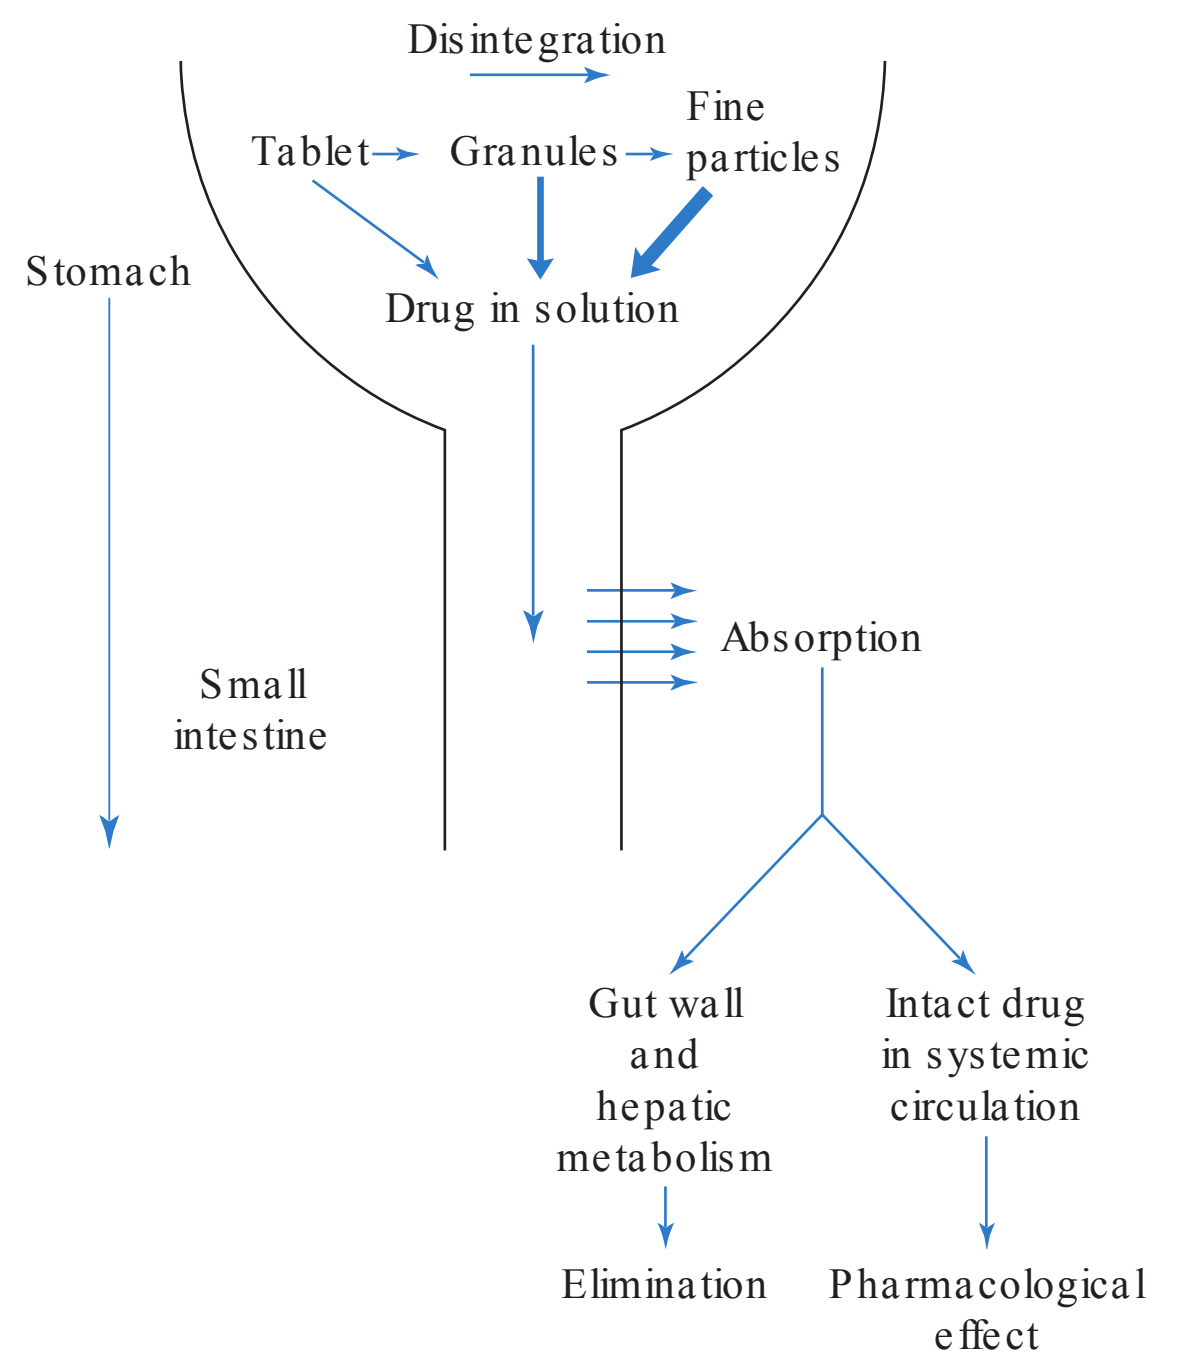 Disintegration
Fine
Tablet Granules particles
Stomach
Drug in solution
Absorption
Small
intestine
Gut wall
and
hepatic
metabolism
Intact drug
in systemic
circulation
Elimination
Pharmacological
effect